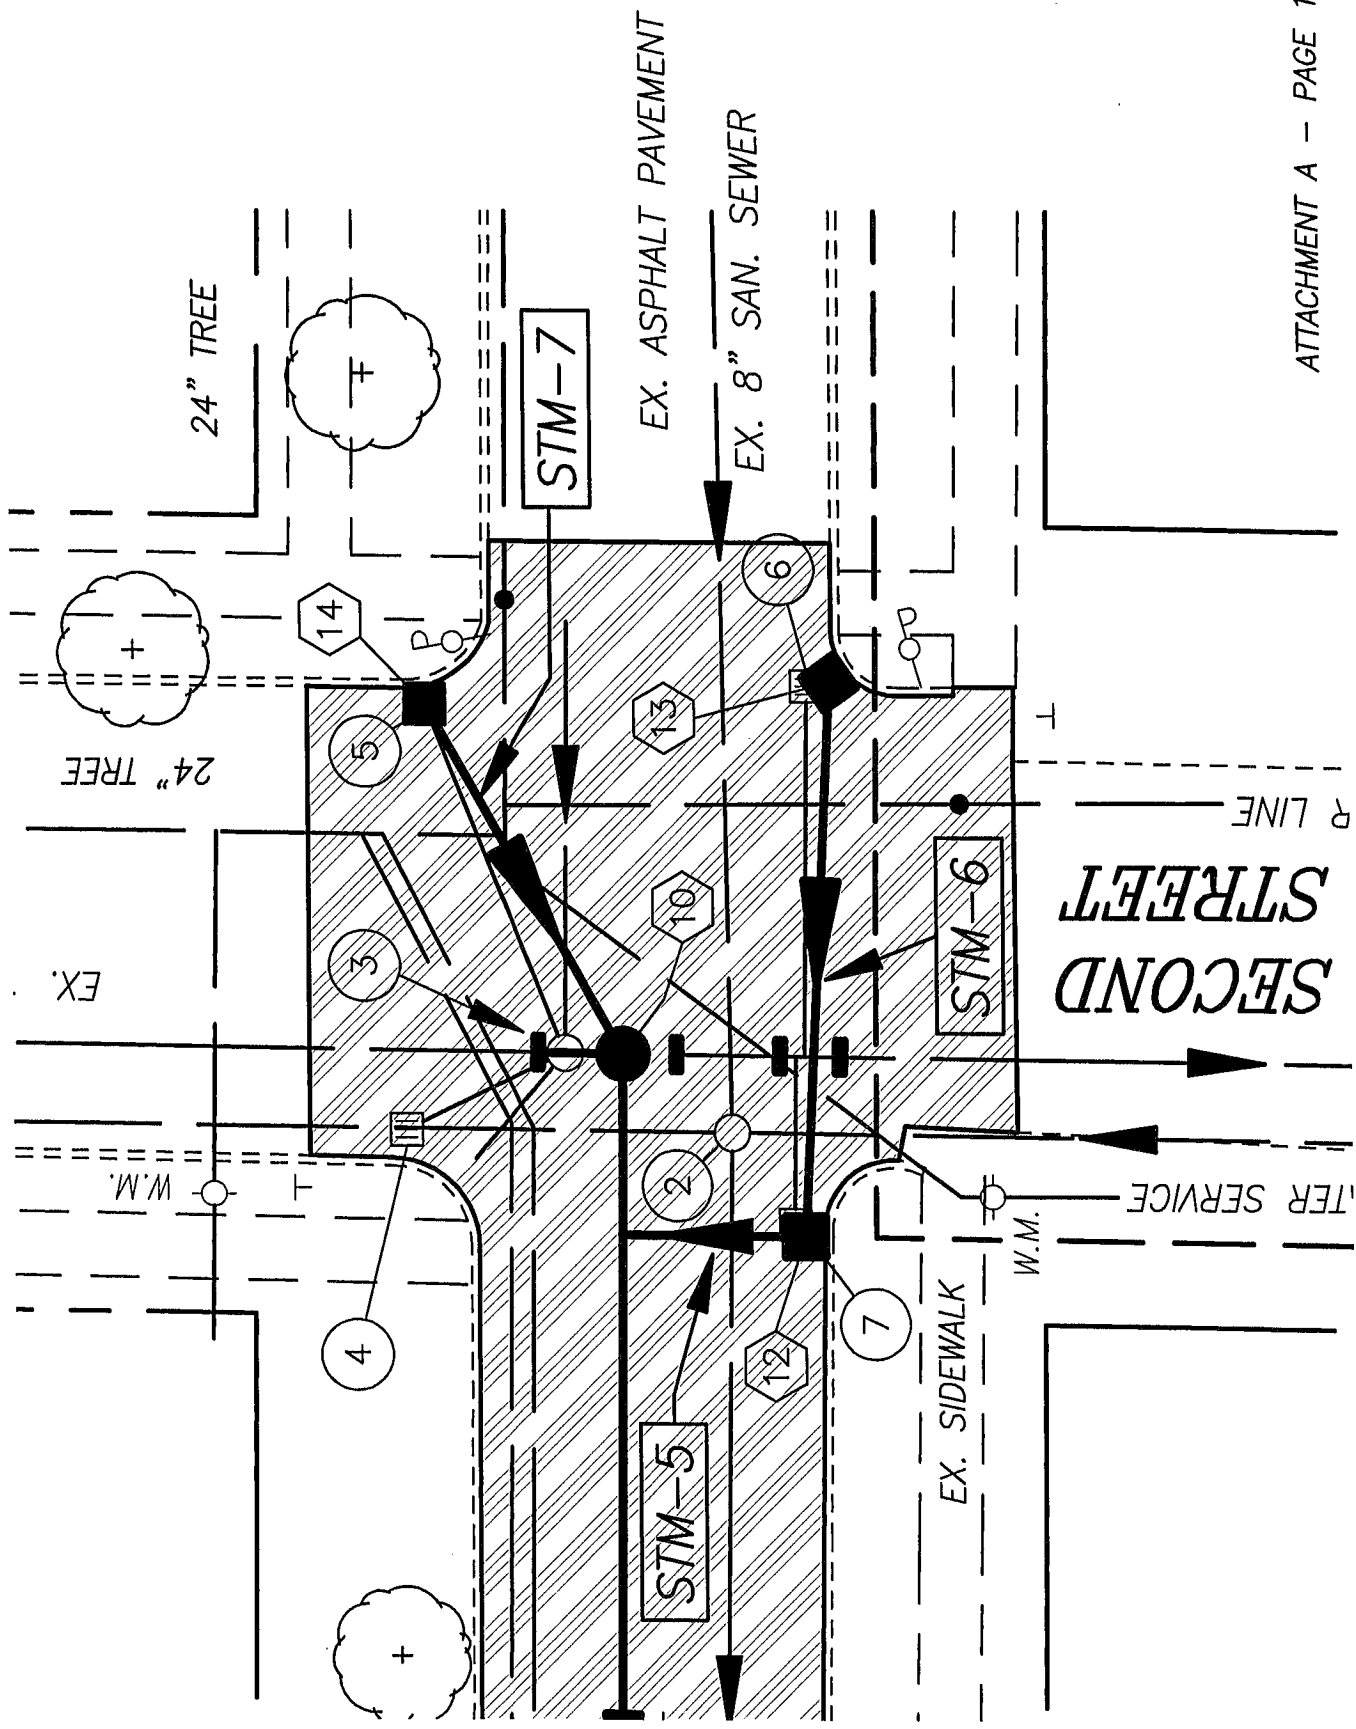 24" TREE
STM-7
EX. ASPHALT PAVEMENT
EX. 8" SAN. SEWER
ATTACHMENT A - PAGE 1
14
P
5
24" TREE
13
6
P
R LINE
EX.
3
10
STM-6
SECOND
STREET
W.M.
4
2
STM-5
12
7
EX. SIDEWALK
W.M.
TER SERVICE